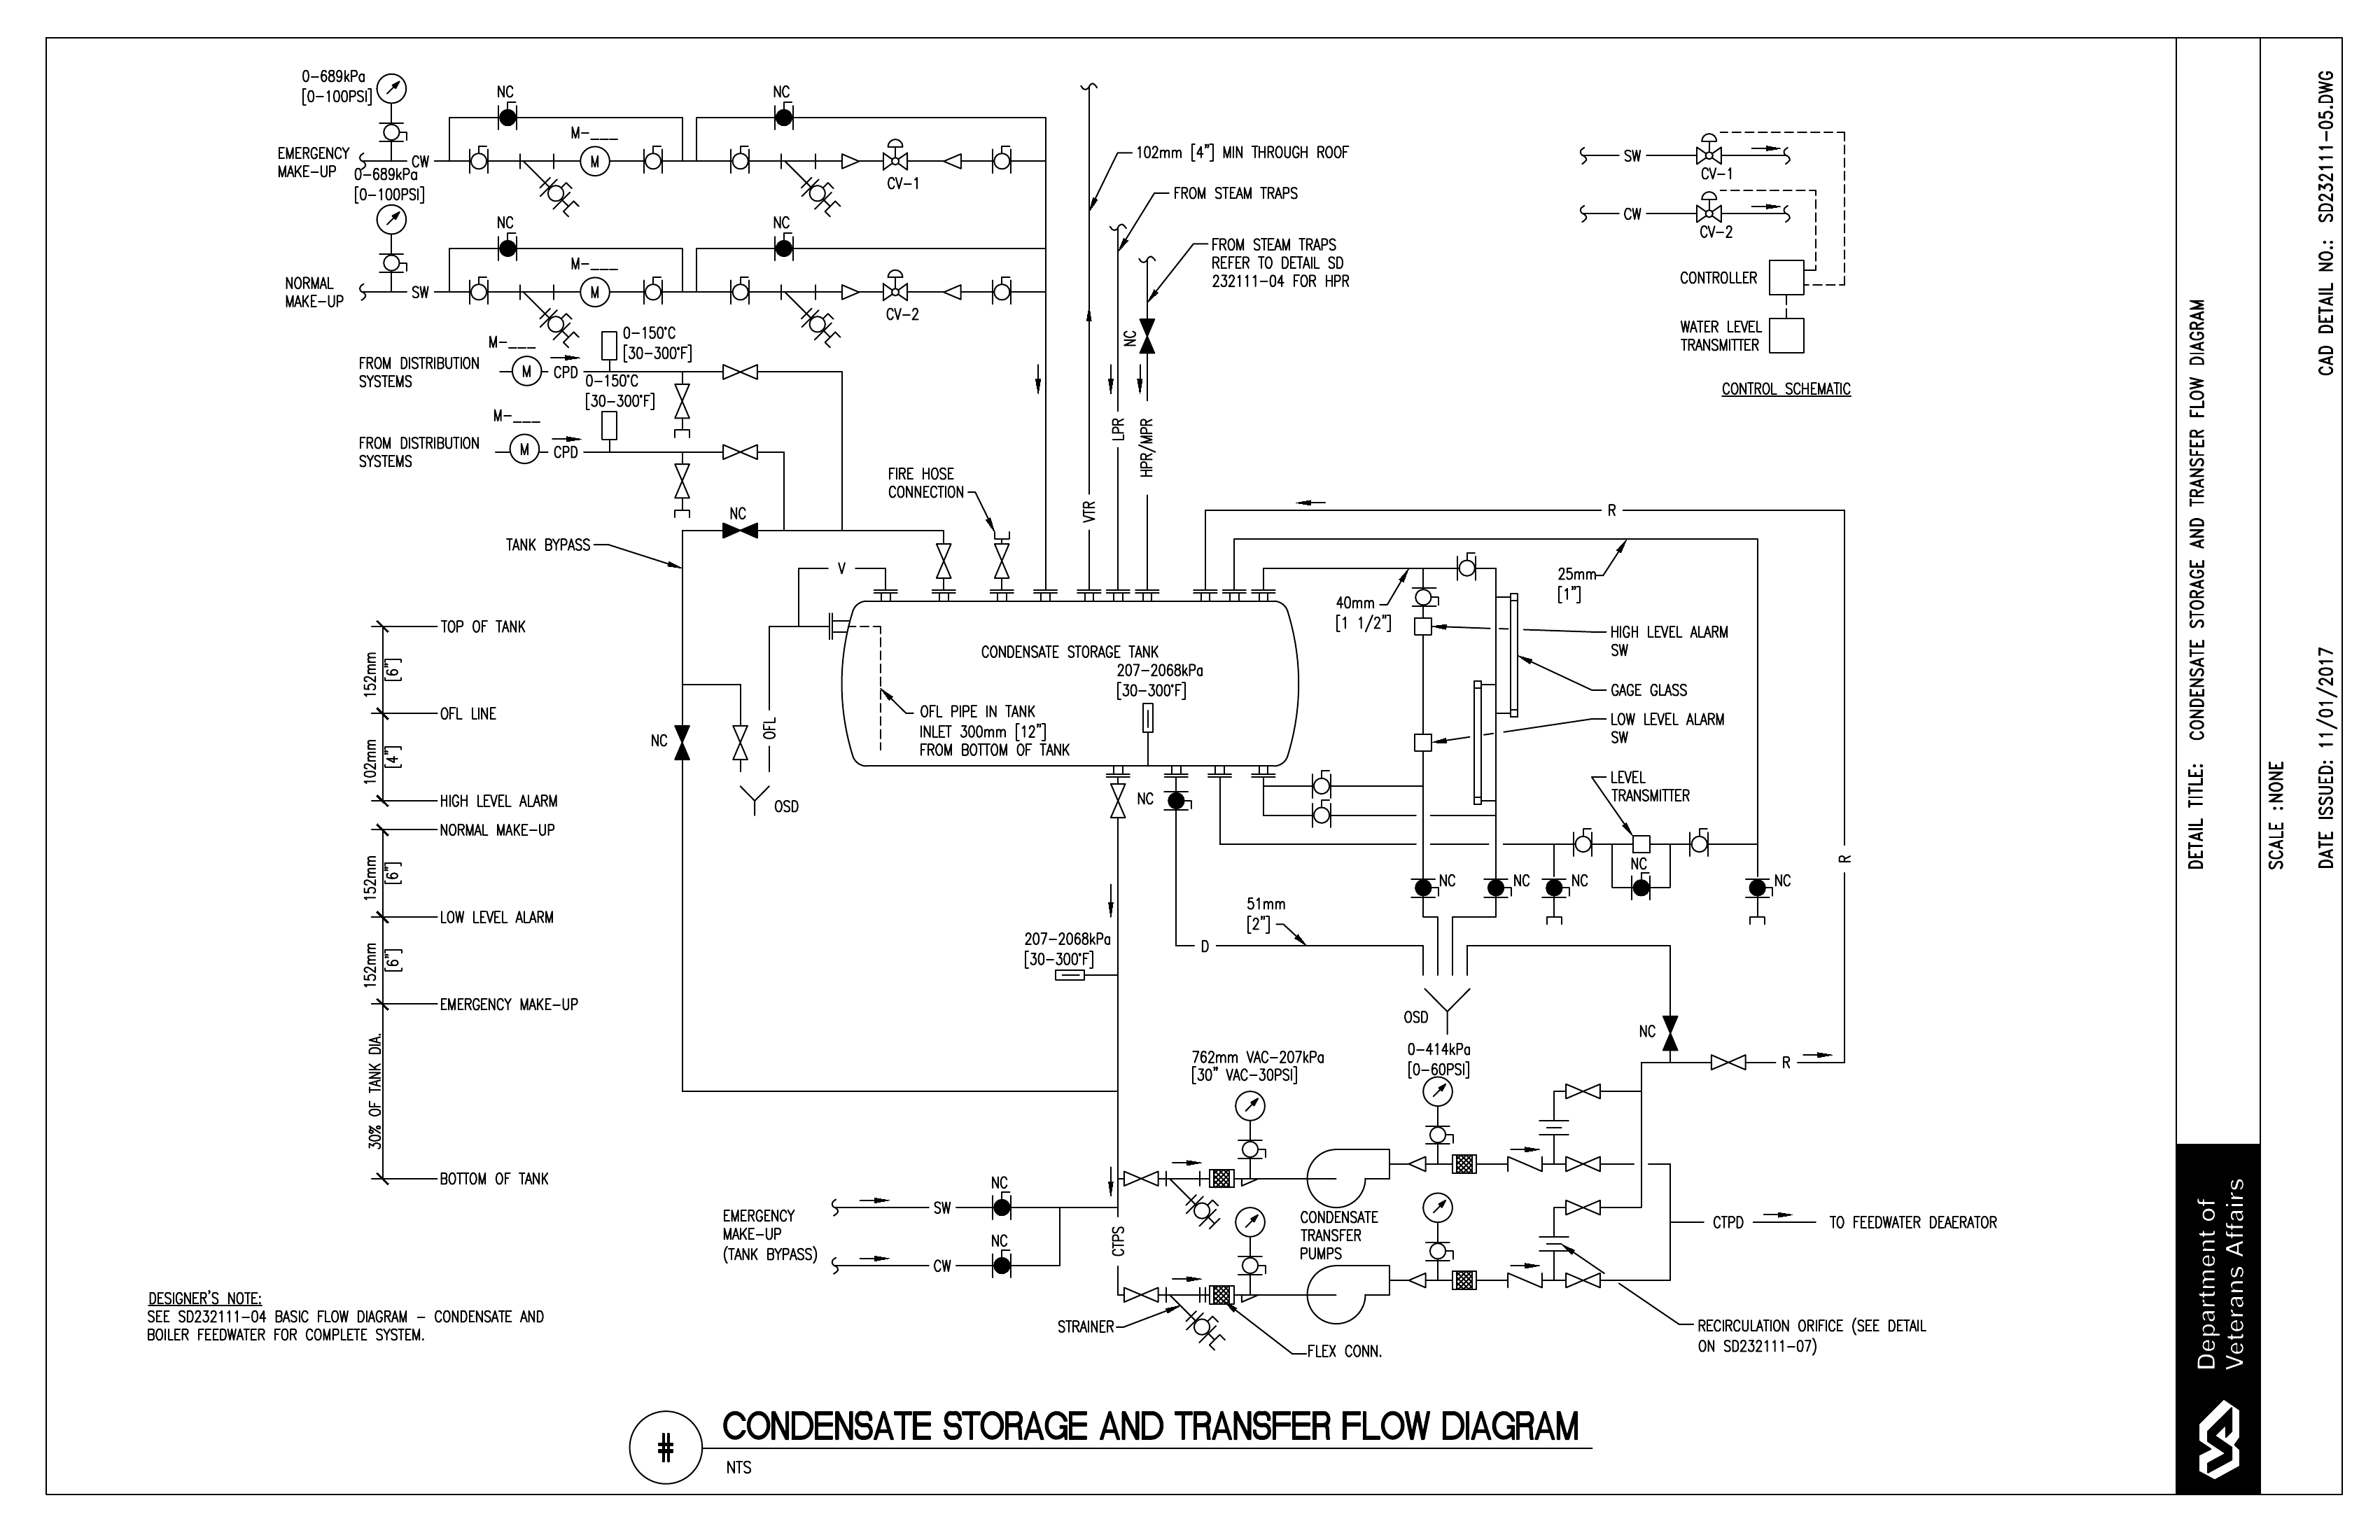 0-689kPa
[0-100PSI]
NC
NC
M-___
EMERGENCY
MAKE-UP
CW
M
CV-1
0-689kPa
[0-100PSI]
NC
NC
M-___
NORMAL
MAKE-UP
SW
M
CV-2
M-___
0-150°C
[30-300°F]
FROM DISTRIBUTION
SYSTEMS
M
CPD
0-150°C
[30-300°F]
M-___
FROM DISTRIBUTION
SYSTEMS
M
CPD
102mm [4"] MIN THROUGH ROOF
FROM STEAM TRAPS
FROM STEAM TRAPS
REFER TO DETAIL SD
232111-04 FOR HPR
NC
LPR
HPR/MPR
VTR
SW
CV-1
CW
CV-2
CONTROLLER
WATER LEVEL
TRANSMITTER
CONTROL SCHEMATIC
FIRE HOSE
CONNECTION
NC
TANK BYPASS
V
R
25mm
[1"]
40mm
[1 1/2"]
TOP OF TANK
152mm
[6"]
OFL LINE
102mm
[4"]
HIGH LEVEL ALARM
NORMAL MAKE-UP
152mm
[6"]
LOW LEVEL ALARM
152mm
[6"]
EMERGENCY MAKE-UP
30% OF TANK DIA.
BOTTOM OF TANK
NC
OFL
OSD
CONDENSATE STORAGE TANK
207-2068kPa
[30-300°F]
OFL PIPE IN TANK
INLET 300mm [12"]
FROM BOTTOM OF TANK
HIGH LEVEL ALARM
SW
GAGE GLASS
LOW LEVEL ALARM
SW
LEVEL
TRANSMITTER
NC
NC
NC
NC
NC
NC
R
51mm
[2"]
D
207-2068kPa
[30-300°F]
OSD
NC
R
762mm VAC-207kPa
[30" VAC-30PSI]
0-414kPa
[0-60PSI]
EMERGENCY
MAKE-UP
(TANK BYPASS)
SW
NC
CW
NC
CTPS
CONDENSATE
TRANSFER
PUMPS
CTPD
TO FEEDWATER DEAERATOR
STRAINER
FLEX CONN.
RECIRCULATION ORIFICE (SEE DETAIL
ON SD232111-07)
DESIGNER'S NOTE:
SEE SD232111-04 BASIC FLOW DIAGRAM - CONDENSATE AND
BOILER FEEDWATER FOR COMPLETE SYSTEM.
#
CONDENSATE STORAGE AND TRANSFER FLOW DIAGRAM
NTS
DETAIL TITLE: CONDENSATE STORAGE AND TRANSFER FLOW DIAGRAM
SCALE :NONE
DATE ISSUED: 11/01/2017
CAD DETAIL NO.: SD232111-05.DWG
Department of
Veterans Affairs